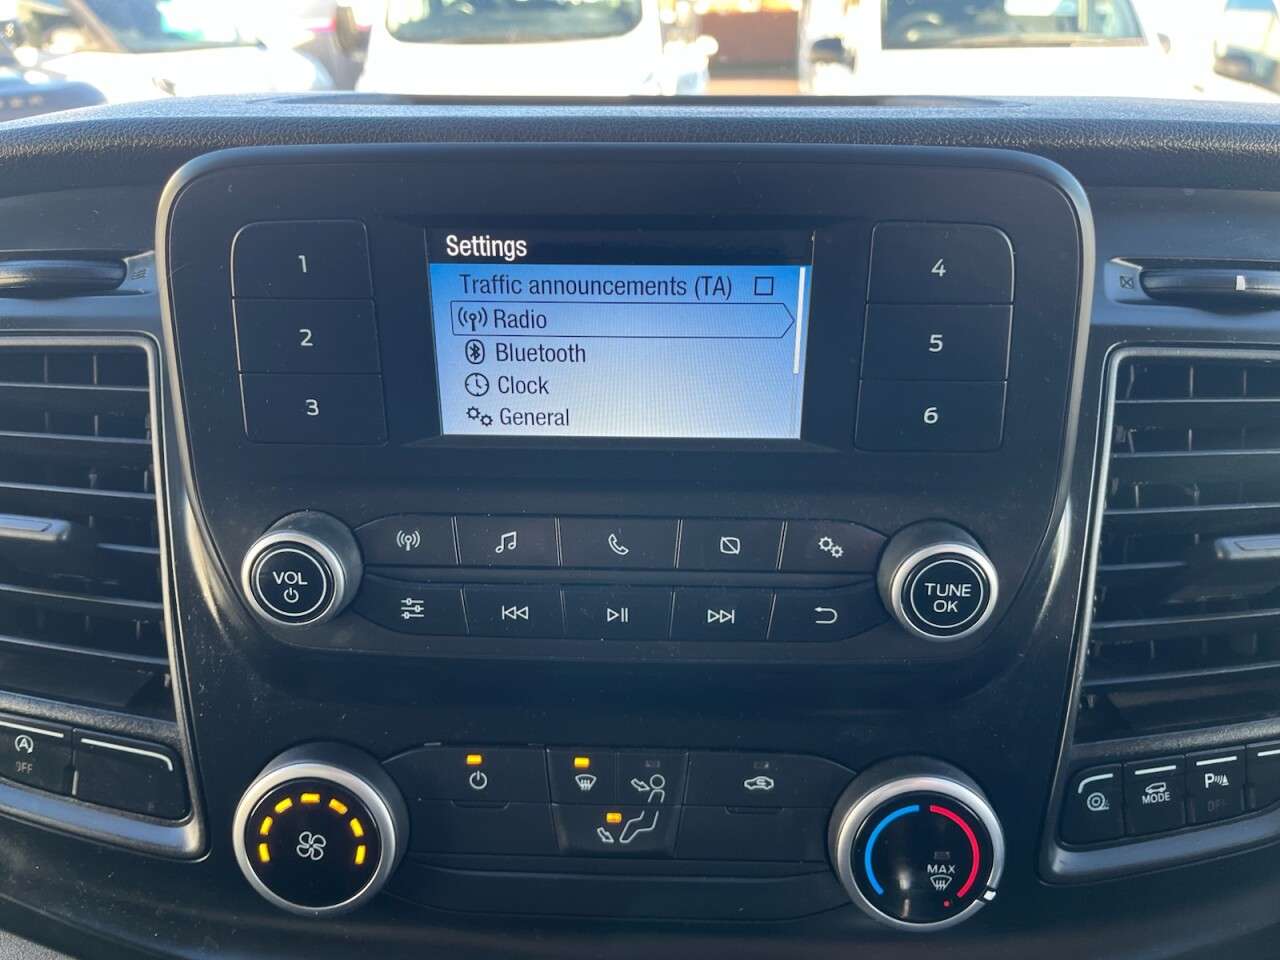 Settings
Traffic announcements (TA)
Radio
Bluetooth
Clock
General
1
2
3
4
5
6
VOL
TUNE
OK
A
OFF
MODE
P
OFF
MAX